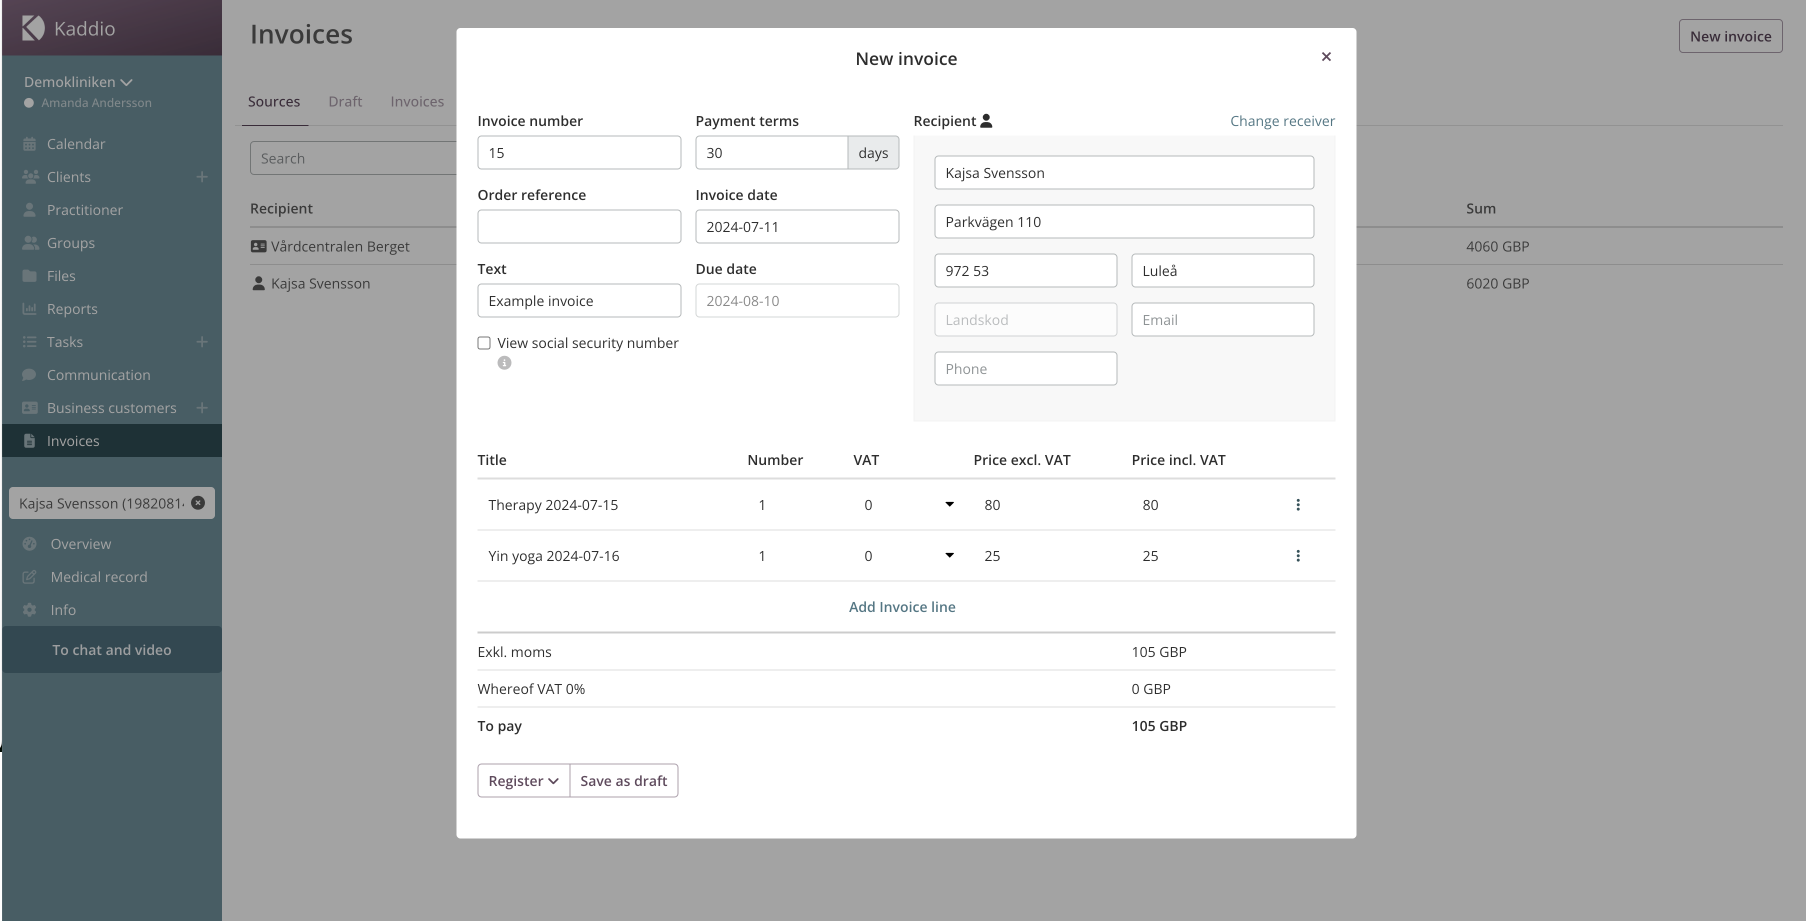 Kaddio
Demokliniken
Amanda Andersson
Calendar
Clients
Practitioner
Groups
Files
Reports
Tasks
Communication
Business customers
Invoices
Kajsa Svensson (1982081
Overview
Medical record
Info
To chat and video
Invoices
New invoice
Sources Draft Invoices
Search
Recipient Sum
Vårdcentralen Berget 4060 GBP
Kajsa Svensson 6020 GBP
New invoice
Invoice number Payment terms
15 30 days
Order reference Invoice date
2024-07-11
Text Due date
Example invoice 2024-08-10
View social security number
Recipient Change receiver
Kajsa Svensson
Parkvägen 110
972 53 Luleå
Landskod Email
Phone
Title Number VAT Price excl. VAT Price incl. VAT
Therapy 2024-07-15 1 0 80 80
Yin yoga 2024-07-16 1 0 25 25
Add Invoice line
Exkl. moms 105 GBP
Whereof VAT 0% 0 GBP
To pay 105 GBP
Register Save as draft